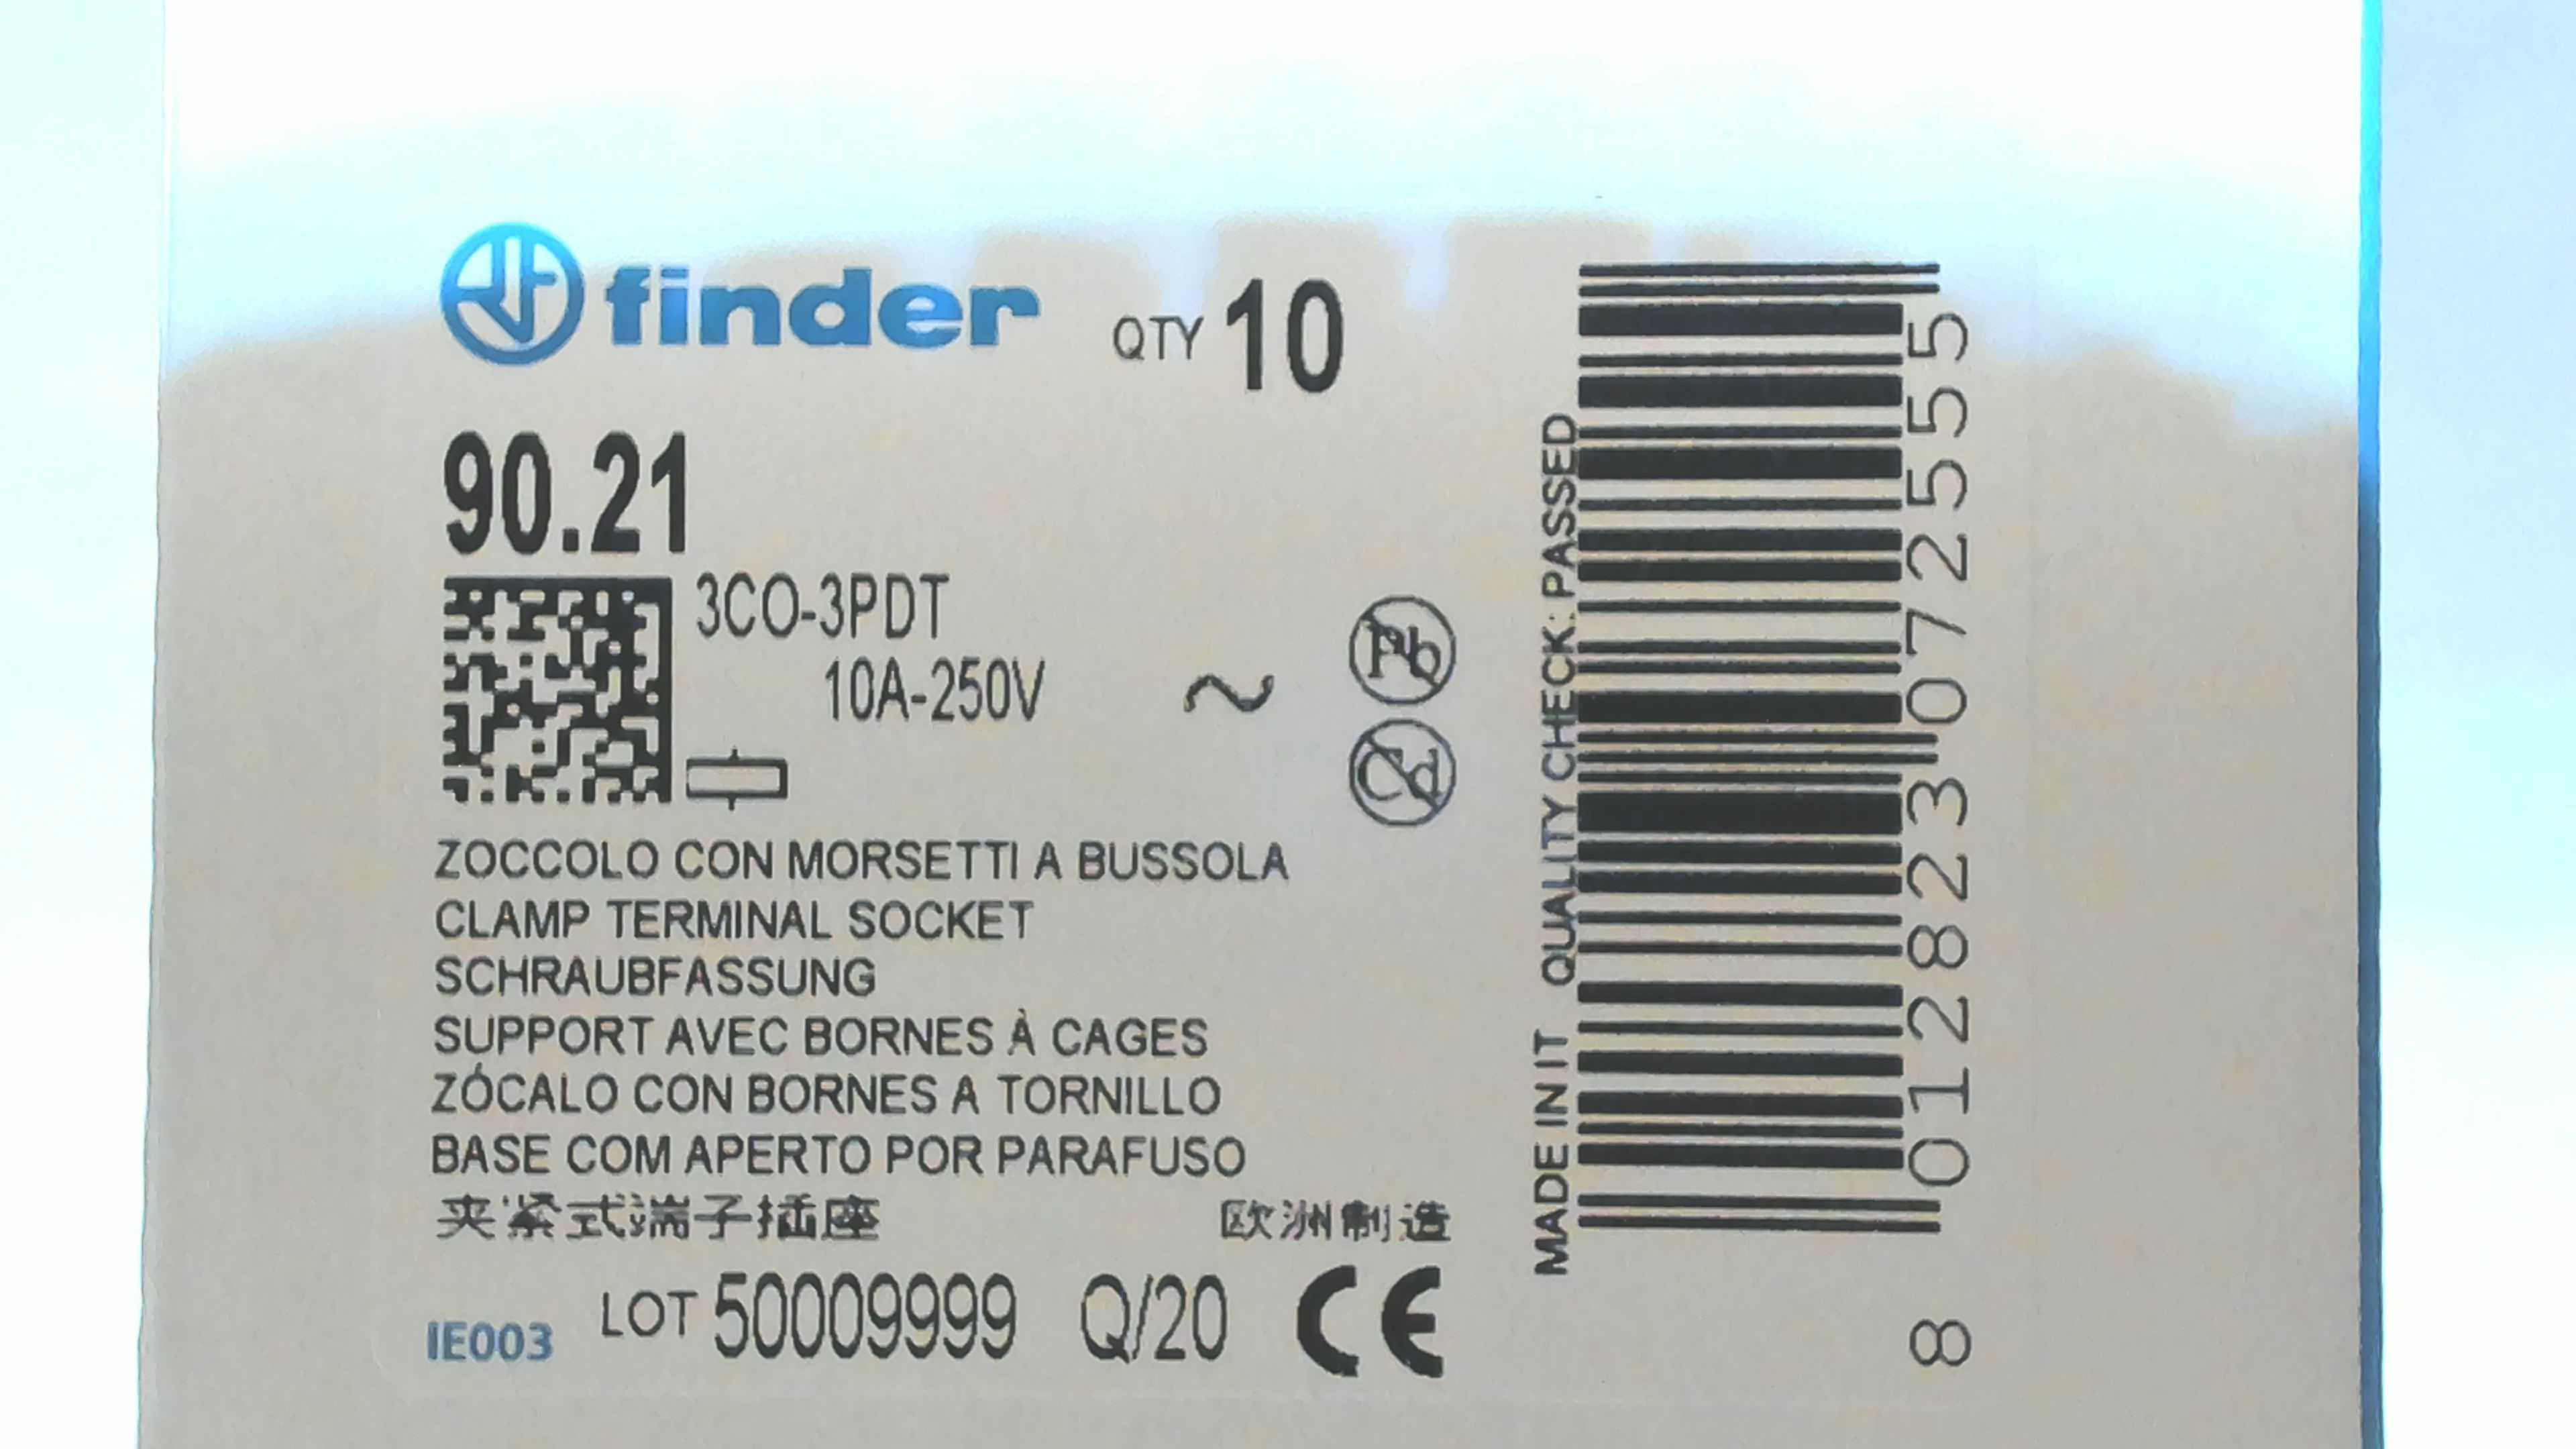 finder
QTY 10
90.21
3CO-3PDT
10A-250V ~
Pb
Cd
ZOCCOLO CON MORSETTI A BUSSOLA
CLAMP TERMINAL SOCKET
SCHRAUBFASSUNG
SUPPORT AVEC BORNES À CAGES
ZÓCALO CON BORNES A TORNILLO
BASE COM APERTO POR PARAFUSO
夹紧式端子插座 欧洲制造
IE003 LOT 50009999 Q/20 CE
MADE IN IT QUALITY CHECK: PASSED
8 012823 072555